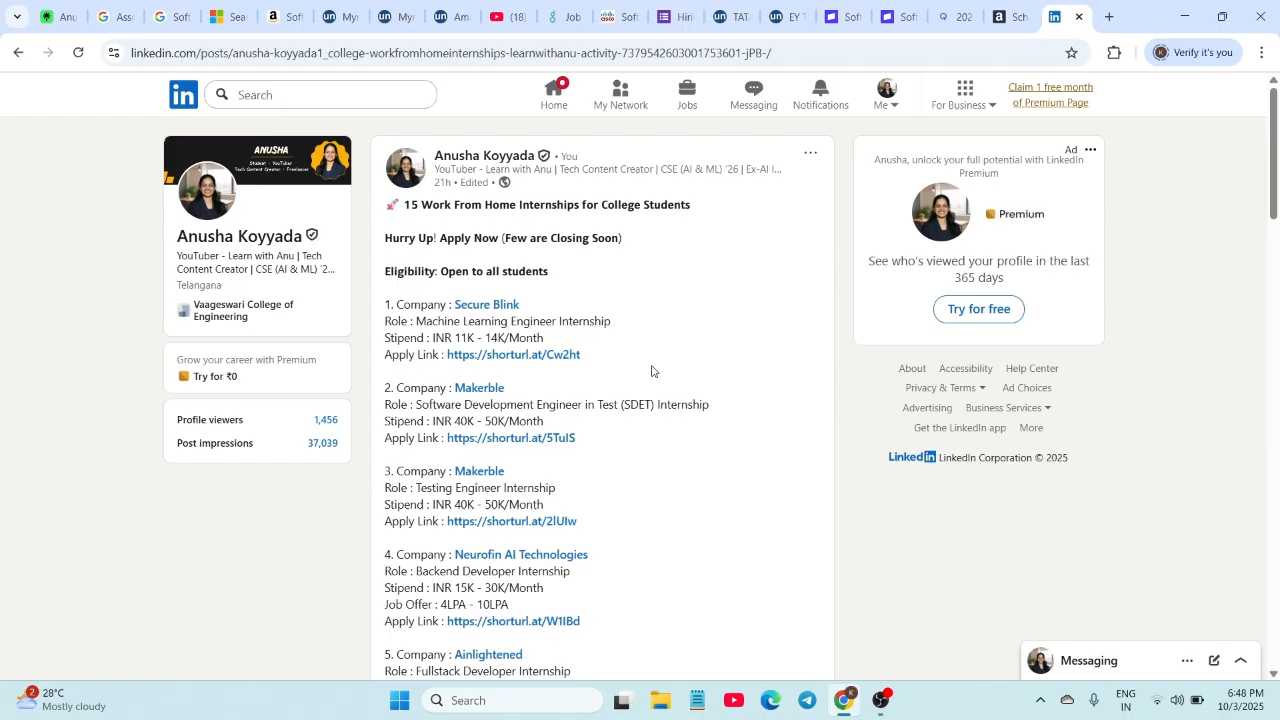 Ama
Assi
Sear
a
Ass
Am
(18)
Job
Soft
Hiri
TAS
EY -
Soft
Soft
202
a
linkedin.com/posts/anusha-koyyada1_college-workfromhomeinternships-learnwithanu-activity-7379542603001753601-jPB-/
K Verify it's you
in Search
Home
My Network
Jobs
Messaging
Notifications
Me
For Business
Claim 1 free month
of Premium Page
ANUSHA
Student - YouTuber
Tech Content Creator - Freelancer
Anusha Koyyada
YouTuber - Learn with Anu | Tech
Content Creator | CSE (AI & ML) '2...
Telangana
Vaageswari College of
Engineering
Grow your career with Premium
Try for ₹0
Profile viewers 1,456
Post impressions 37,039
Anusha Koyyada • You
YouTuber - Learn with Anu | Tech Content Creator | CSE (AI & ML) '26 | Ex-AI I...
21h • Edited •
🚀 15 Work From Home Internships for College Students
Hurry Up! Apply Now (Few are Closing Soon)
Eligibility: Open to all students
1. Company : Secure Blink
Role : Machine Learning Engineer Internship
Stipend : INR 11K - 14K/Month
Apply Link : https://shorturl.at/Cw2ht
2. Company : Makerble
Role : Software Development Engineer in Test (SDET) Internship
Stipend : INR 40K - 50K/Month
Apply Link : https://shorturl.at/5TulS
3. Company : Makerble
Role : Testing Engineer Internship
Stipend : INR 40K - 50K/Month
Apply Link : https://shorturl.at/2lUIw
4. Company : Neurofin AI Technologies
Role : Backend Developer Internship
Stipend : INR 15K - 30K/Month
Job Offer : 4LPA - 10LPA
Apply Link : https://shorturl.at/W1IBd
5. Company : Ainlightened
Role : Fullstack Developer Internship
Ad
Anusha, unlock your full potential with LinkedIn
Premium
Premium
See who's viewed your profile in the last
365 days
Try for free
About Accessibility Help Center
Privacy & Terms Ad Choices
Advertising Business Services
Get the LinkedIn app More
LinkedIn LinkedIn Corporation © 2025
Messaging
2
28°C
Mostly cloudy
Search
ENG
IN
6:48 PM
10/3/2025